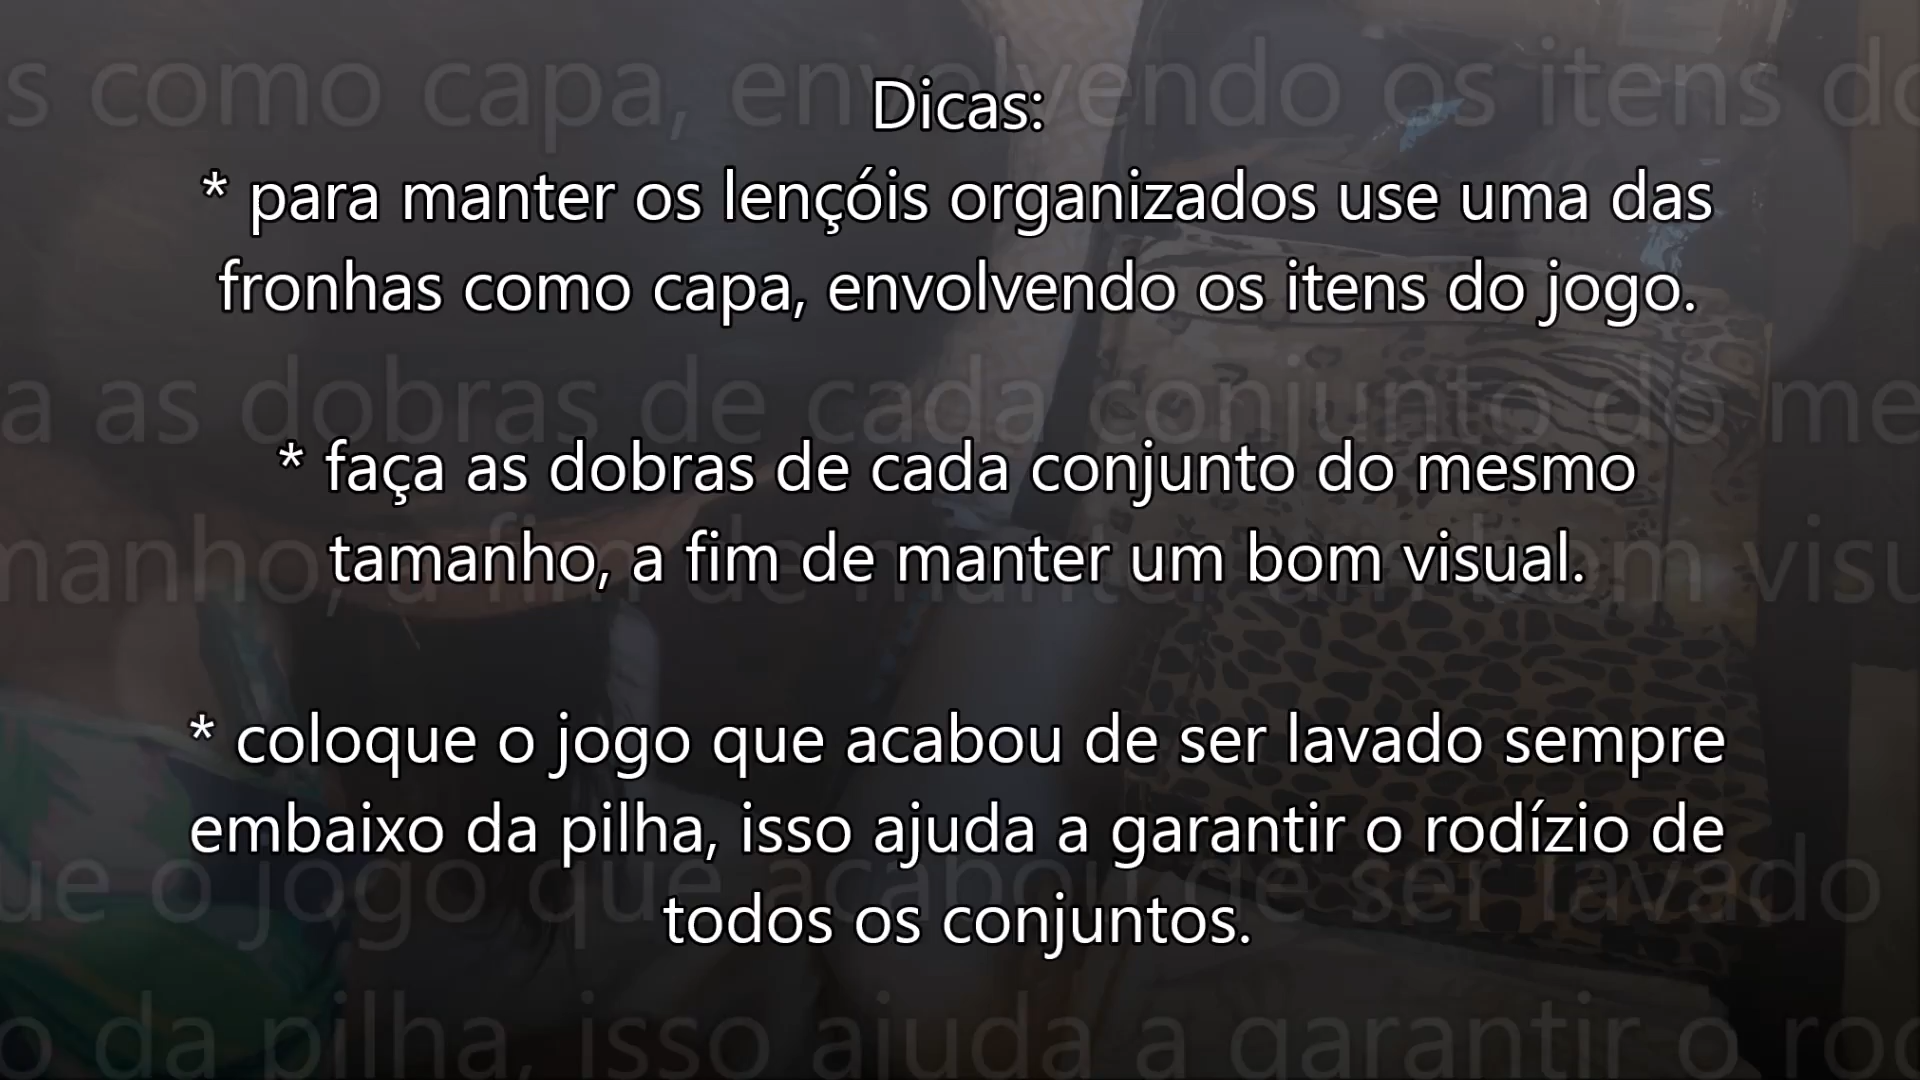 Dicas:
* para manter os lençóis organizados use uma das
fronhas como capa, envolvendo os itens do jogo.
* faça as dobras de cada conjunto do mesmo
tamanho, a fim de manter um bom visual.
* coloque o jogo que acabou de ser lavado sempre
embaixo da pilha, isso ajuda a garantir o rodízio de
todos os conjuntos.